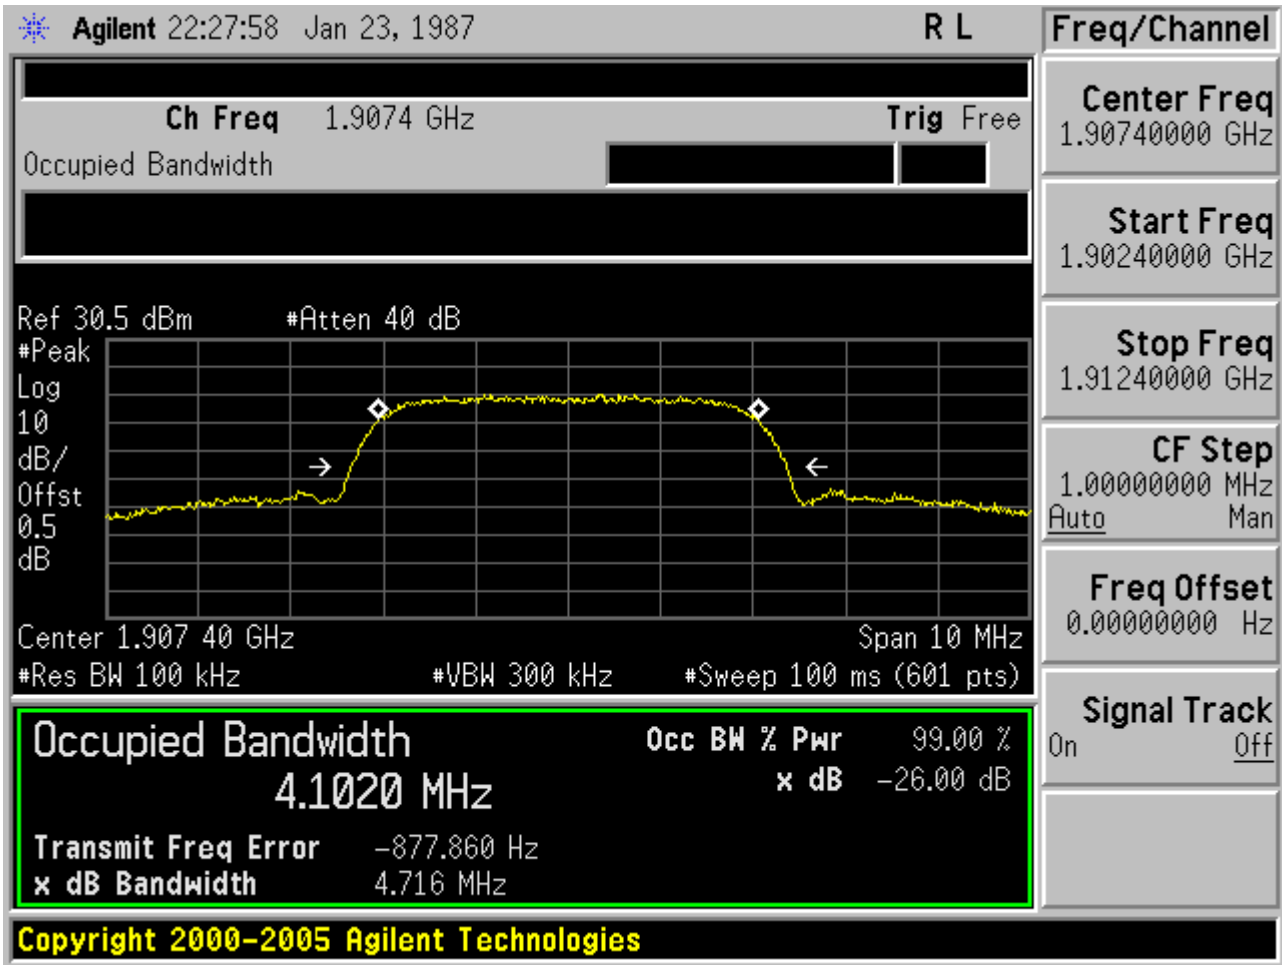 Agilent 22:27:58 Jan 23, 1987 R L
Freq/Channel
Ch Freq 1.9074 GHz Trig Free
Occupied Bandwidth
Center Freq
1.90740000 GHz
Start Freq
1.90240000 GHz
Stop Freq
1.91240000 GHz
CF Step
1.00000000 MHz
Auto Man
Freq Offset
0.00000000 Hz
Signal Track
On Off
Ref 30.5 dBm #Atten 40 dB
#Peak
Log
10
dB/
Offst
0.5
dB
Center 1.907 40 GHz Span 10 MHz
#Res BW 100 kHz #VBW 300 kHz #Sweep 100 ms (601 pts)
Occupied Bandwidth
4.1020 MHz
Occ BW % Pwr 99.00 %
x dB -26.00 dB
Transmit Freq Error -877.860 Hz
x dB Bandwidth 4.716 MHz
Copyright 2000-2005 Agilent Technologies